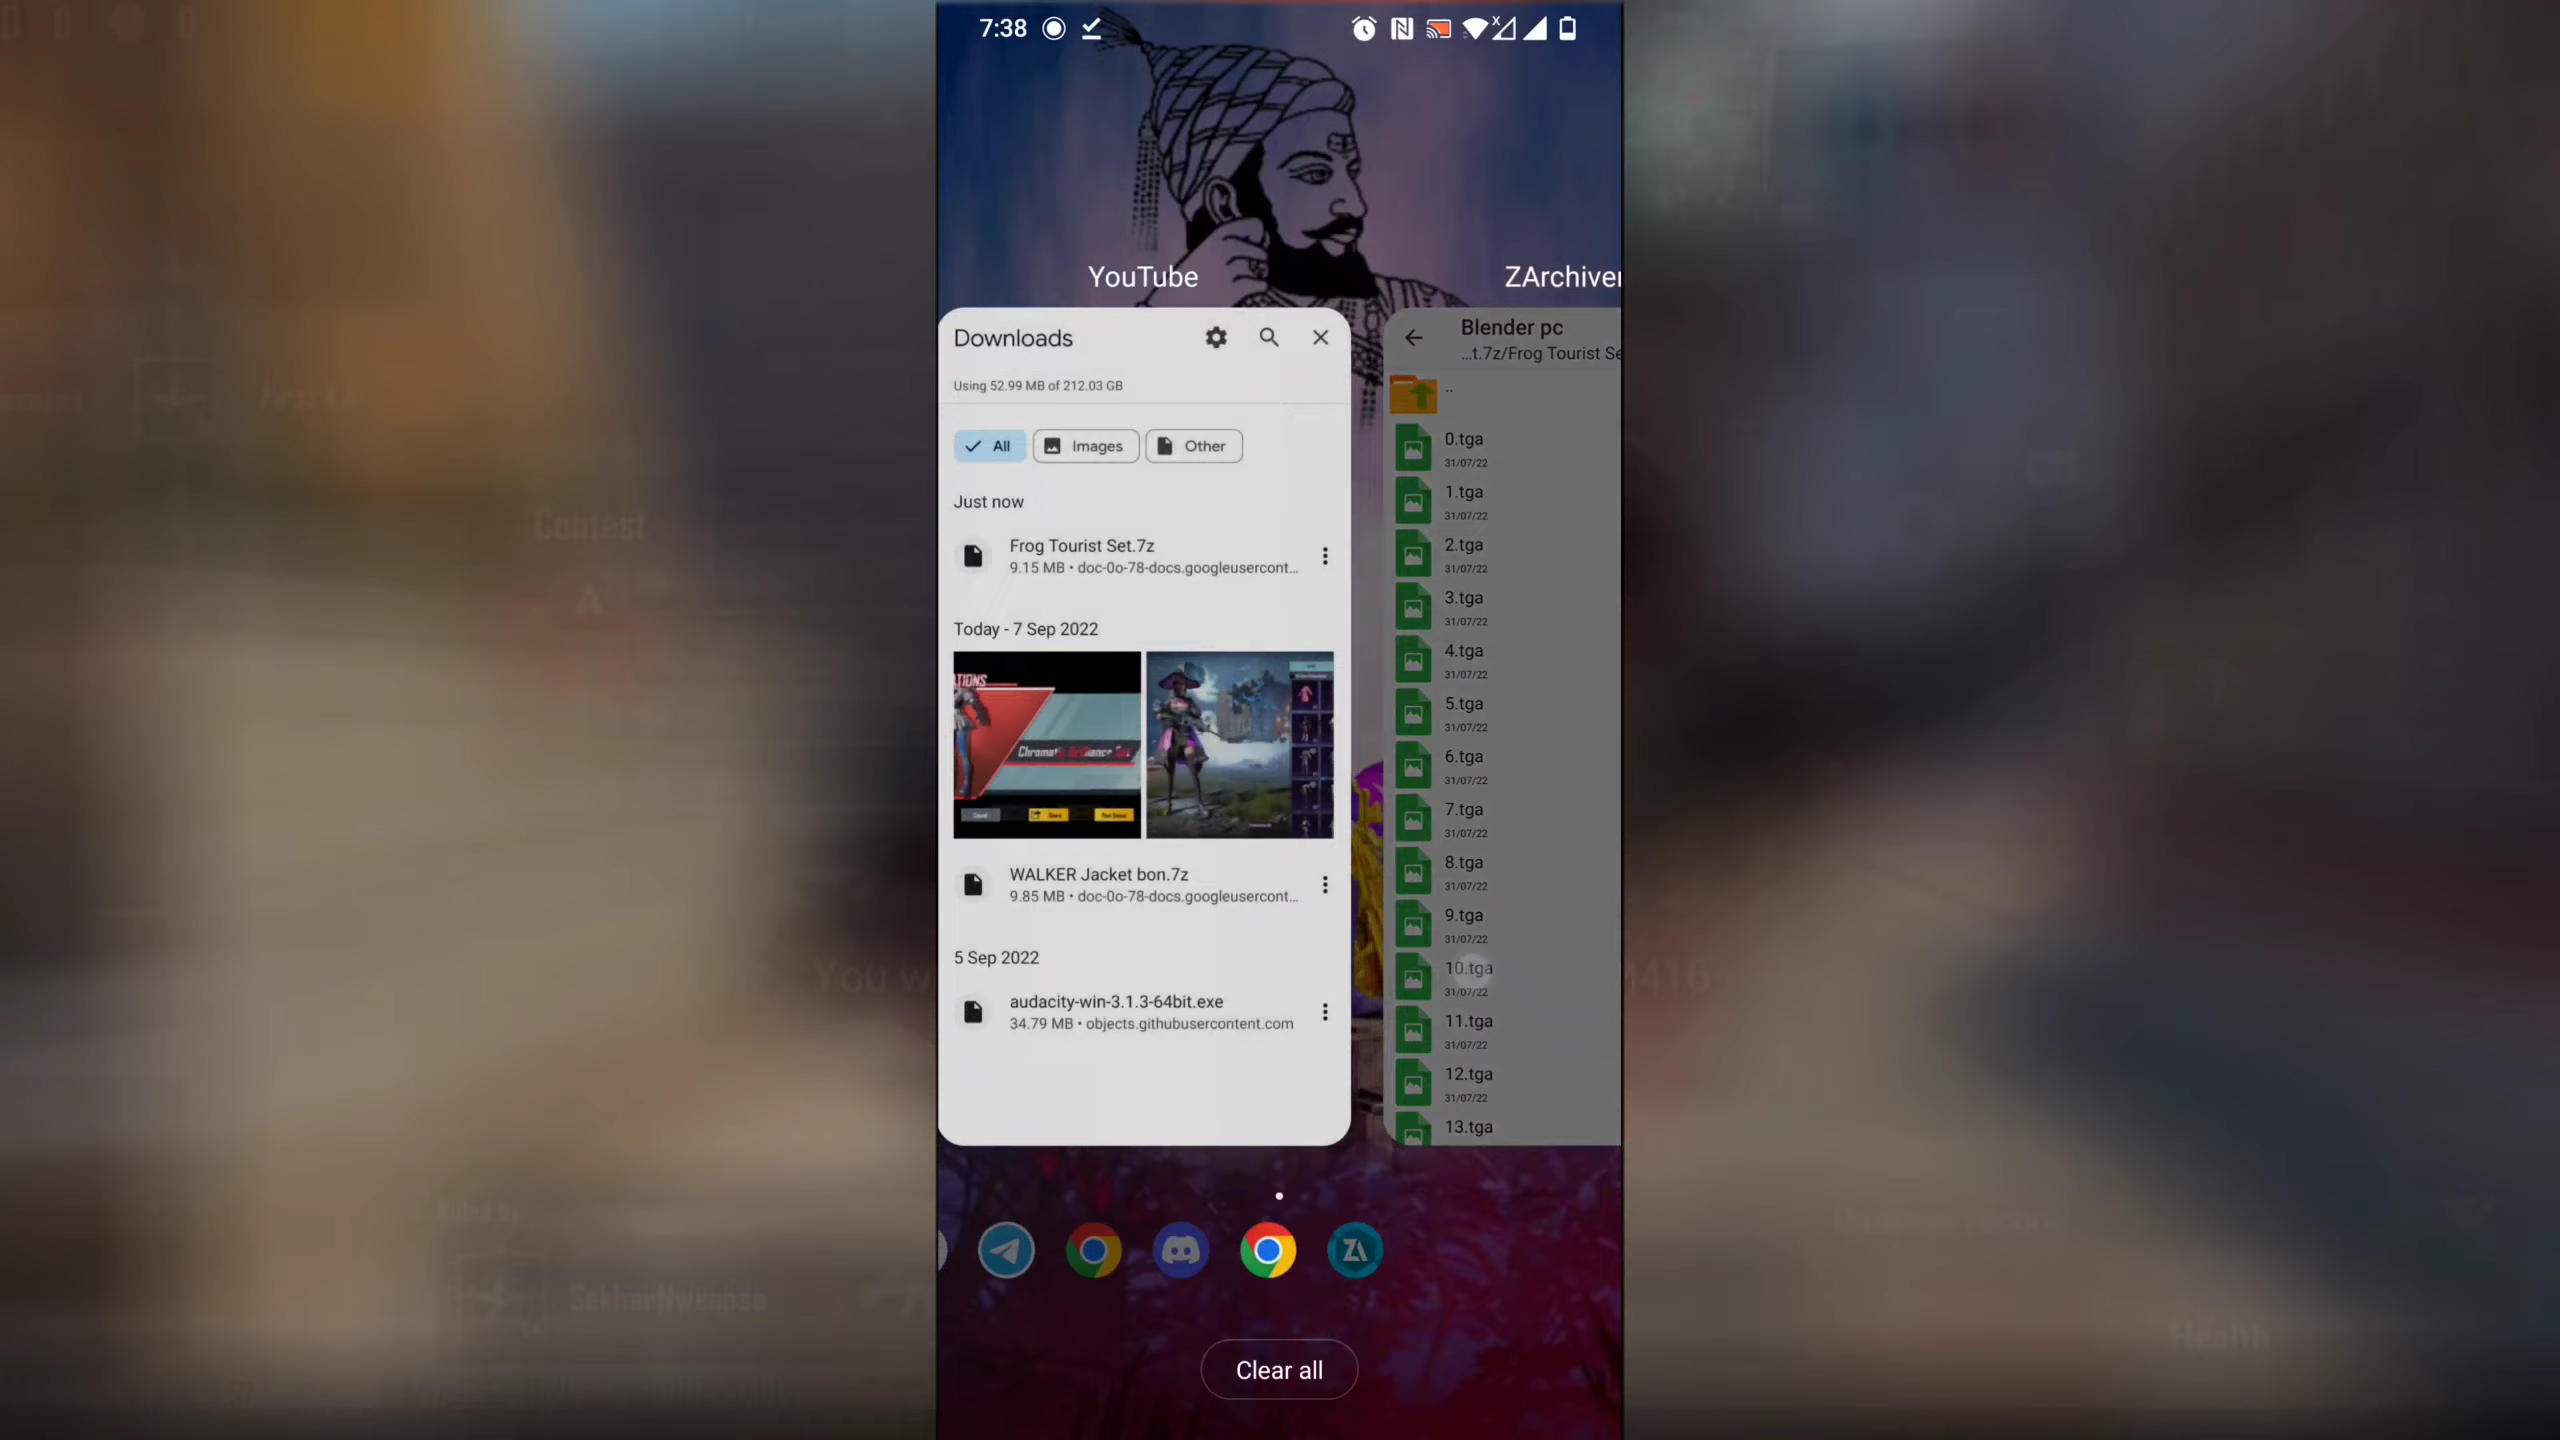 7:38
YouTube
ZArchiver
Downloads
Using 52.99 MB of 212.03 GB
All
Images
Other
Just now
Frog Tourist Set.7z
9.15 MB • doc-0o-78-docs.googleusercont...
Today - 7 Sep 2022
WALKER Jacket bon.7z
9.85 MB • doc-0o-78-docs.googleusercont...
5 Sep 2022
audacity-win-3.1.3-64bit.exe
34.79 MB • objects.githubusercontent.com
Blender pc
...t.7z/Frog Tourist Se
..
0.tga
31/07/22
1.tga
31/07/22
2.tga
31/07/22
3.tga
31/07/22
4.tga
31/07/22
5.tga
31/07/22
6.tga
31/07/22
7.tga
31/07/22
8.tga
31/07/22
9.tga
31/07/22
10.tga
31/07/22
11.tga
31/07/22
12.tga
31/07/22
13.tga
Clear all
Contest
You w
M416
Health